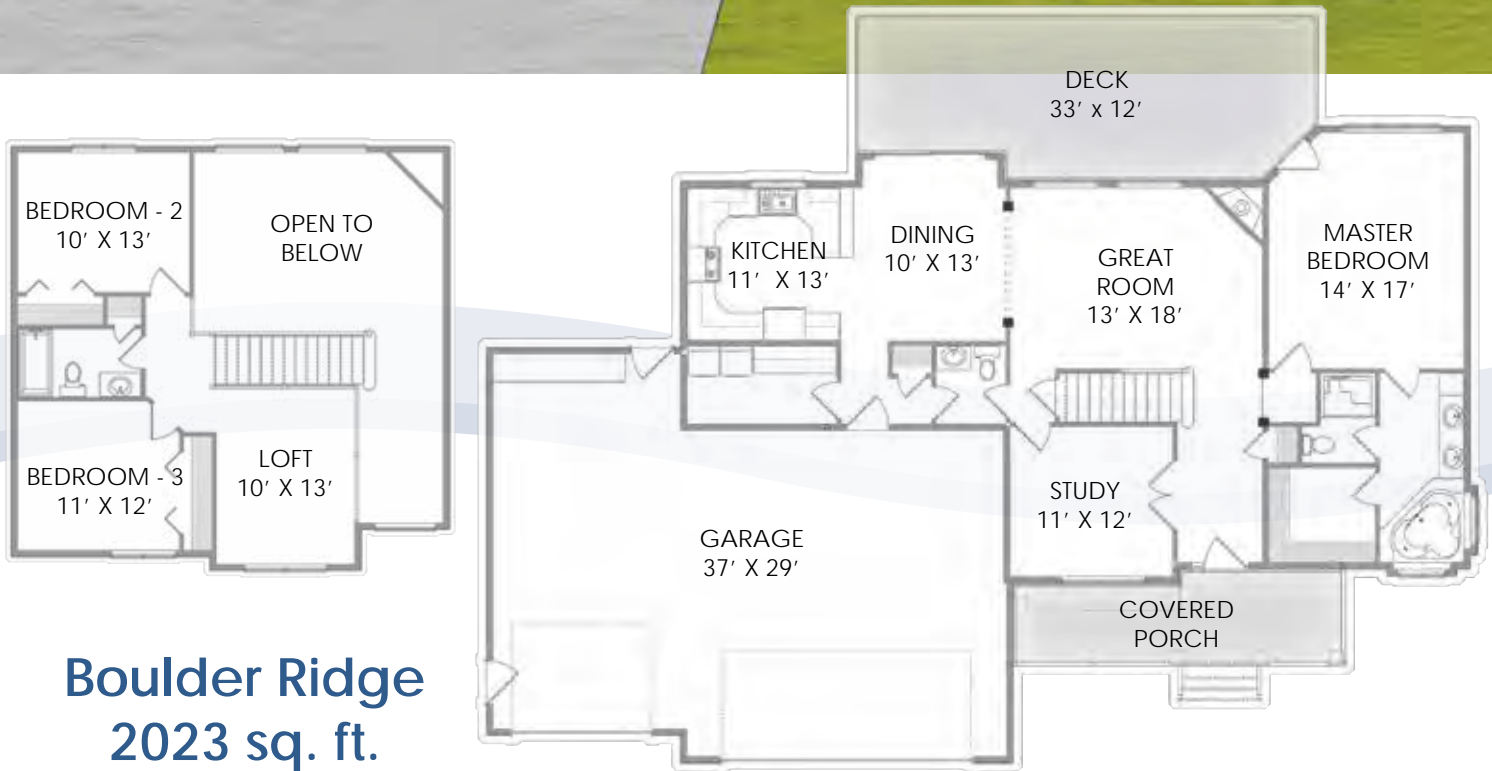 DECK
33’ x 12’
BEDROOM - 2
10’ X 13’
OPEN TO
BELOW
KITCHEN
11’ X 13’
DINING
10’ X 13’
GREAT
ROOM
13’ X 18’
MASTER
BEDROOM
14’ X 17’
BEDROOM - 3
11’ X 12’
LOFT
10’ X 13’
STUDY
11’ X 12’
GARAGE
37’ X 29’
COVERED
PORCH
Boulder Ridge
2023 sq. ft.